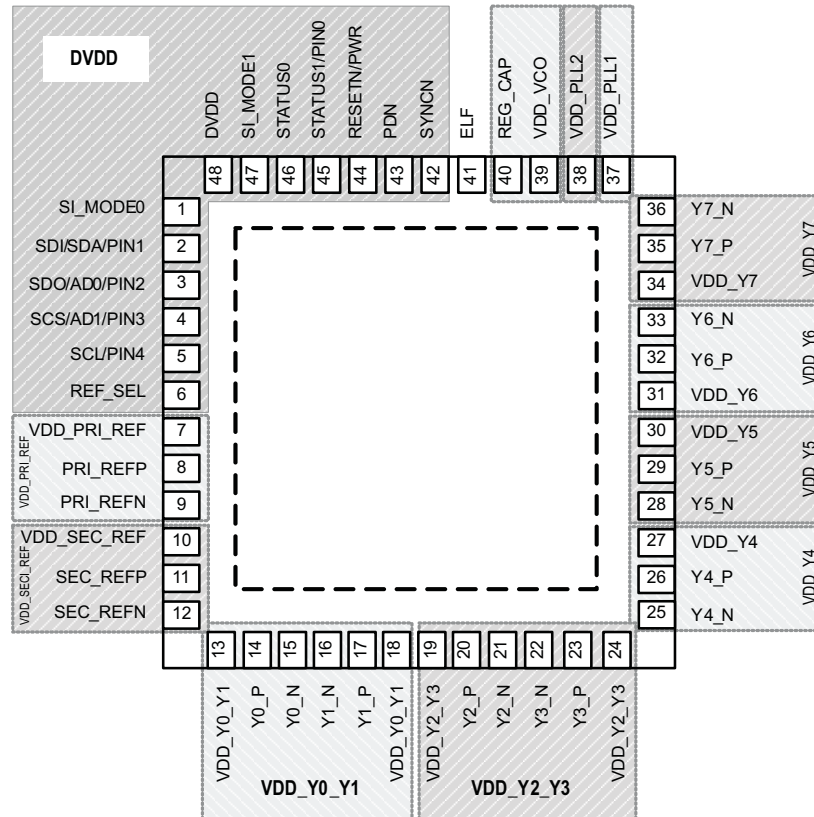 DVDD
DVDD
SI_MODE1
STATUS0
STATUS1/PIN0
RESETN/PWR
PDN
SYNCN
ELF
REG_CAP
VDD_VCO
VDD_PLL2
VDD_PLL1
48
47
46
45
44
43
42
41
40
39
38
37
SI_MODE0 1
SDI/SDA/PIN1 2
SDO/AD0/PIN2 3
SCS/AD1/PIN3 4
SCL/PIN4 5
REF_SEL 6
VDD_PRI_REF 7
PRI_REFP 8
PRI_REFN 9
VDD_PRI_REF
VDD_SEC_REF 10
SEC_REFP 11
SEC_REFN 12
VDD_SECI_REF
36 Y7_N
35 Y7_P
34 VDD_Y7
VDD_Y7
33 Y6_N
32 Y6_P
31 VDD_Y6
VDD_Y6
30 VDD_Y5
29 Y5_P
28 Y5_N
VDD_Y5
27 VDD_Y4
26 Y4_P
25 Y4_N
VDD_Y4
13
14
15
16
17
18
19
20
21
22
23
24
VDD_Y0_Y1
Y0_P
Y0_N
Y1_N
Y1_P
VDD_Y0_Y1
VDD_Y2_Y3
Y2_P
Y2_N
Y3_N
Y3_P
VDD_Y2_Y3
VDD_Y0_Y1
VDD_Y2_Y3